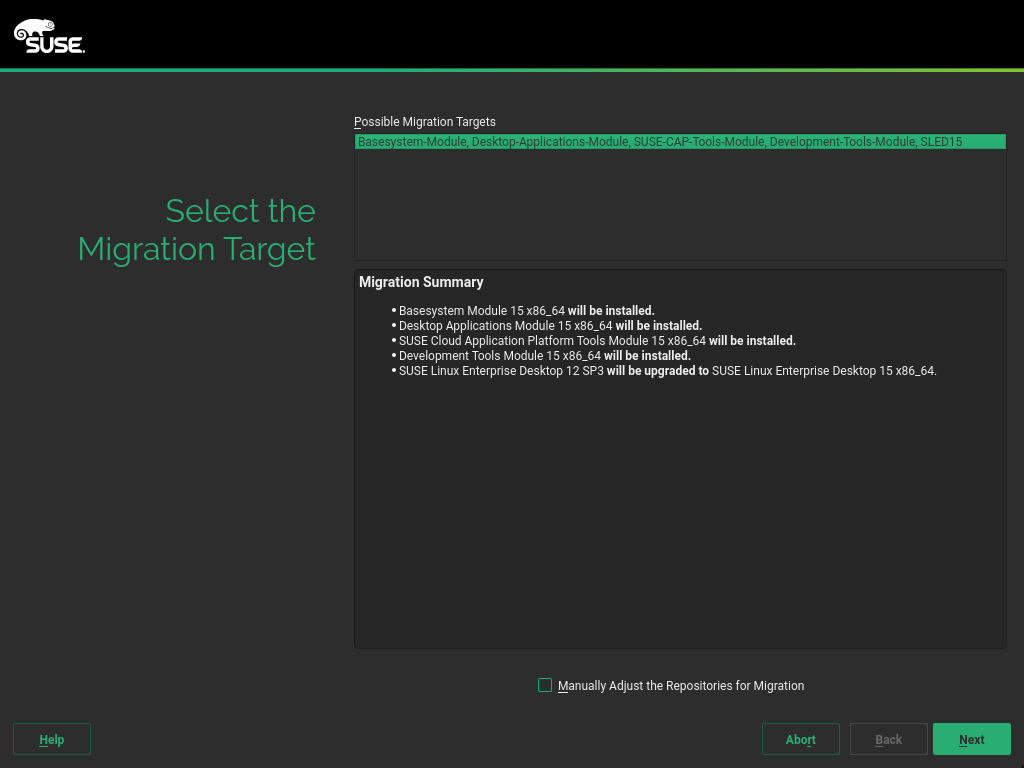 SUSE.
Possible Migration Targets
Basesystem-Module, Desktop-Applications-Module, SUSE-CAP-Tools-Module, Development-Tools-Module, SLED15
Select the
Migration Target
Migration Summary
• Basesystem Module 15 x86_64 will be installed.
• Desktop Applications Module 15 x86_64 will be installed.
• SUSE Cloud Application Platform Tools Module 15 x86_64 will be installed.
• Development Tools Module 15 x86_64 will be installed.
• SUSE Linux Enterprise Desktop 12 SP3 will be upgraded to SUSE Linux Enterprise Desktop 15 x86_64.
Manually Adjust the Repositories for Migration
Help Abort Back Next